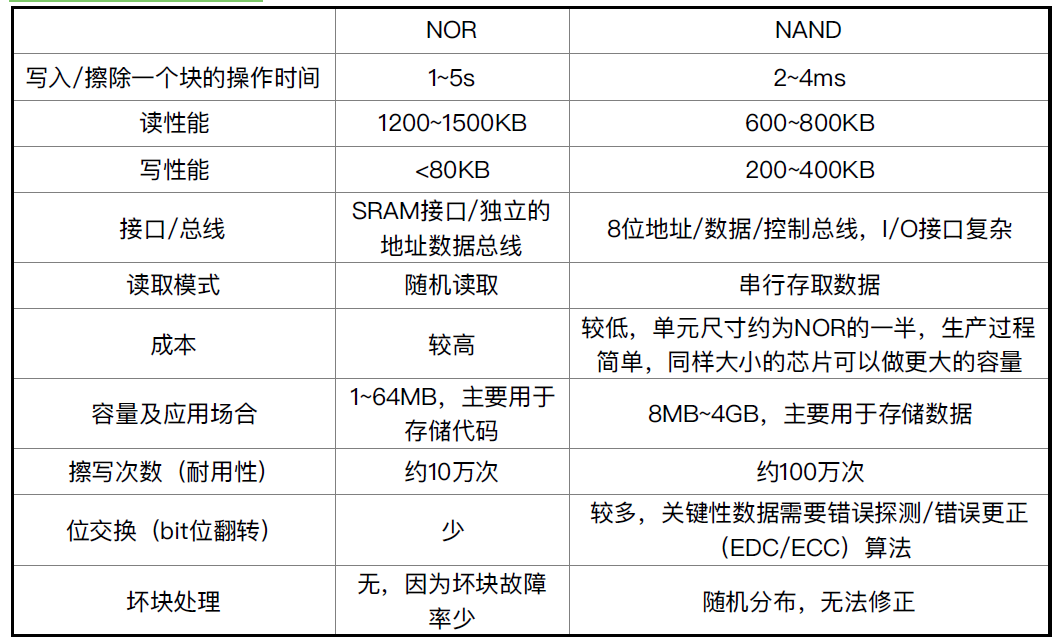 NOR
NAND
写入/擦除一个块的操作时间
1~5s
2~4ms
读性能
1200~1500KB
600~800KB
写性能
<80KB
200~400KB
接口/总线
SRAM接口/独立的
地址数据总线
8位地址/数据/控制总线，I/O接口复杂
读取模式
随机读取
串行存取数据
成本
较高
较低，单元尺寸约为NOR的一半，生产过程
简单，同样大小的芯片可以做更大的容量
容量及应用场合
1~64MB，主要用于
存储代码
8MB~4GB，主要用于存储数据
擦写次数（耐用性）
约10万次
约100万次
位交换（bit位翻转）
少
较多，关键性数据需要错误探测/错误更正
（EDC/ECC）算法
坏块处理
无，因为坏块故障
率少
随机分布，无法修正